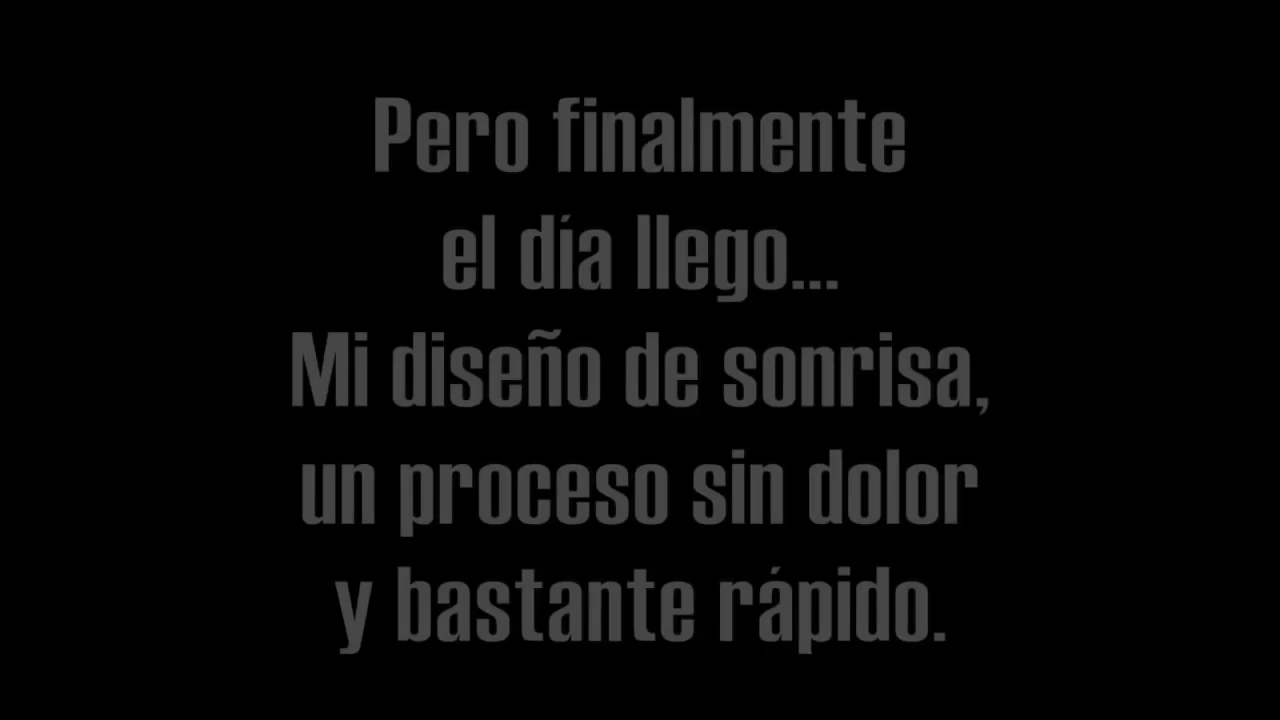 Pero finalmente
el día llego...
Mi diseño de sonrisa,
un proceso sin dolor
y bastante rápido.